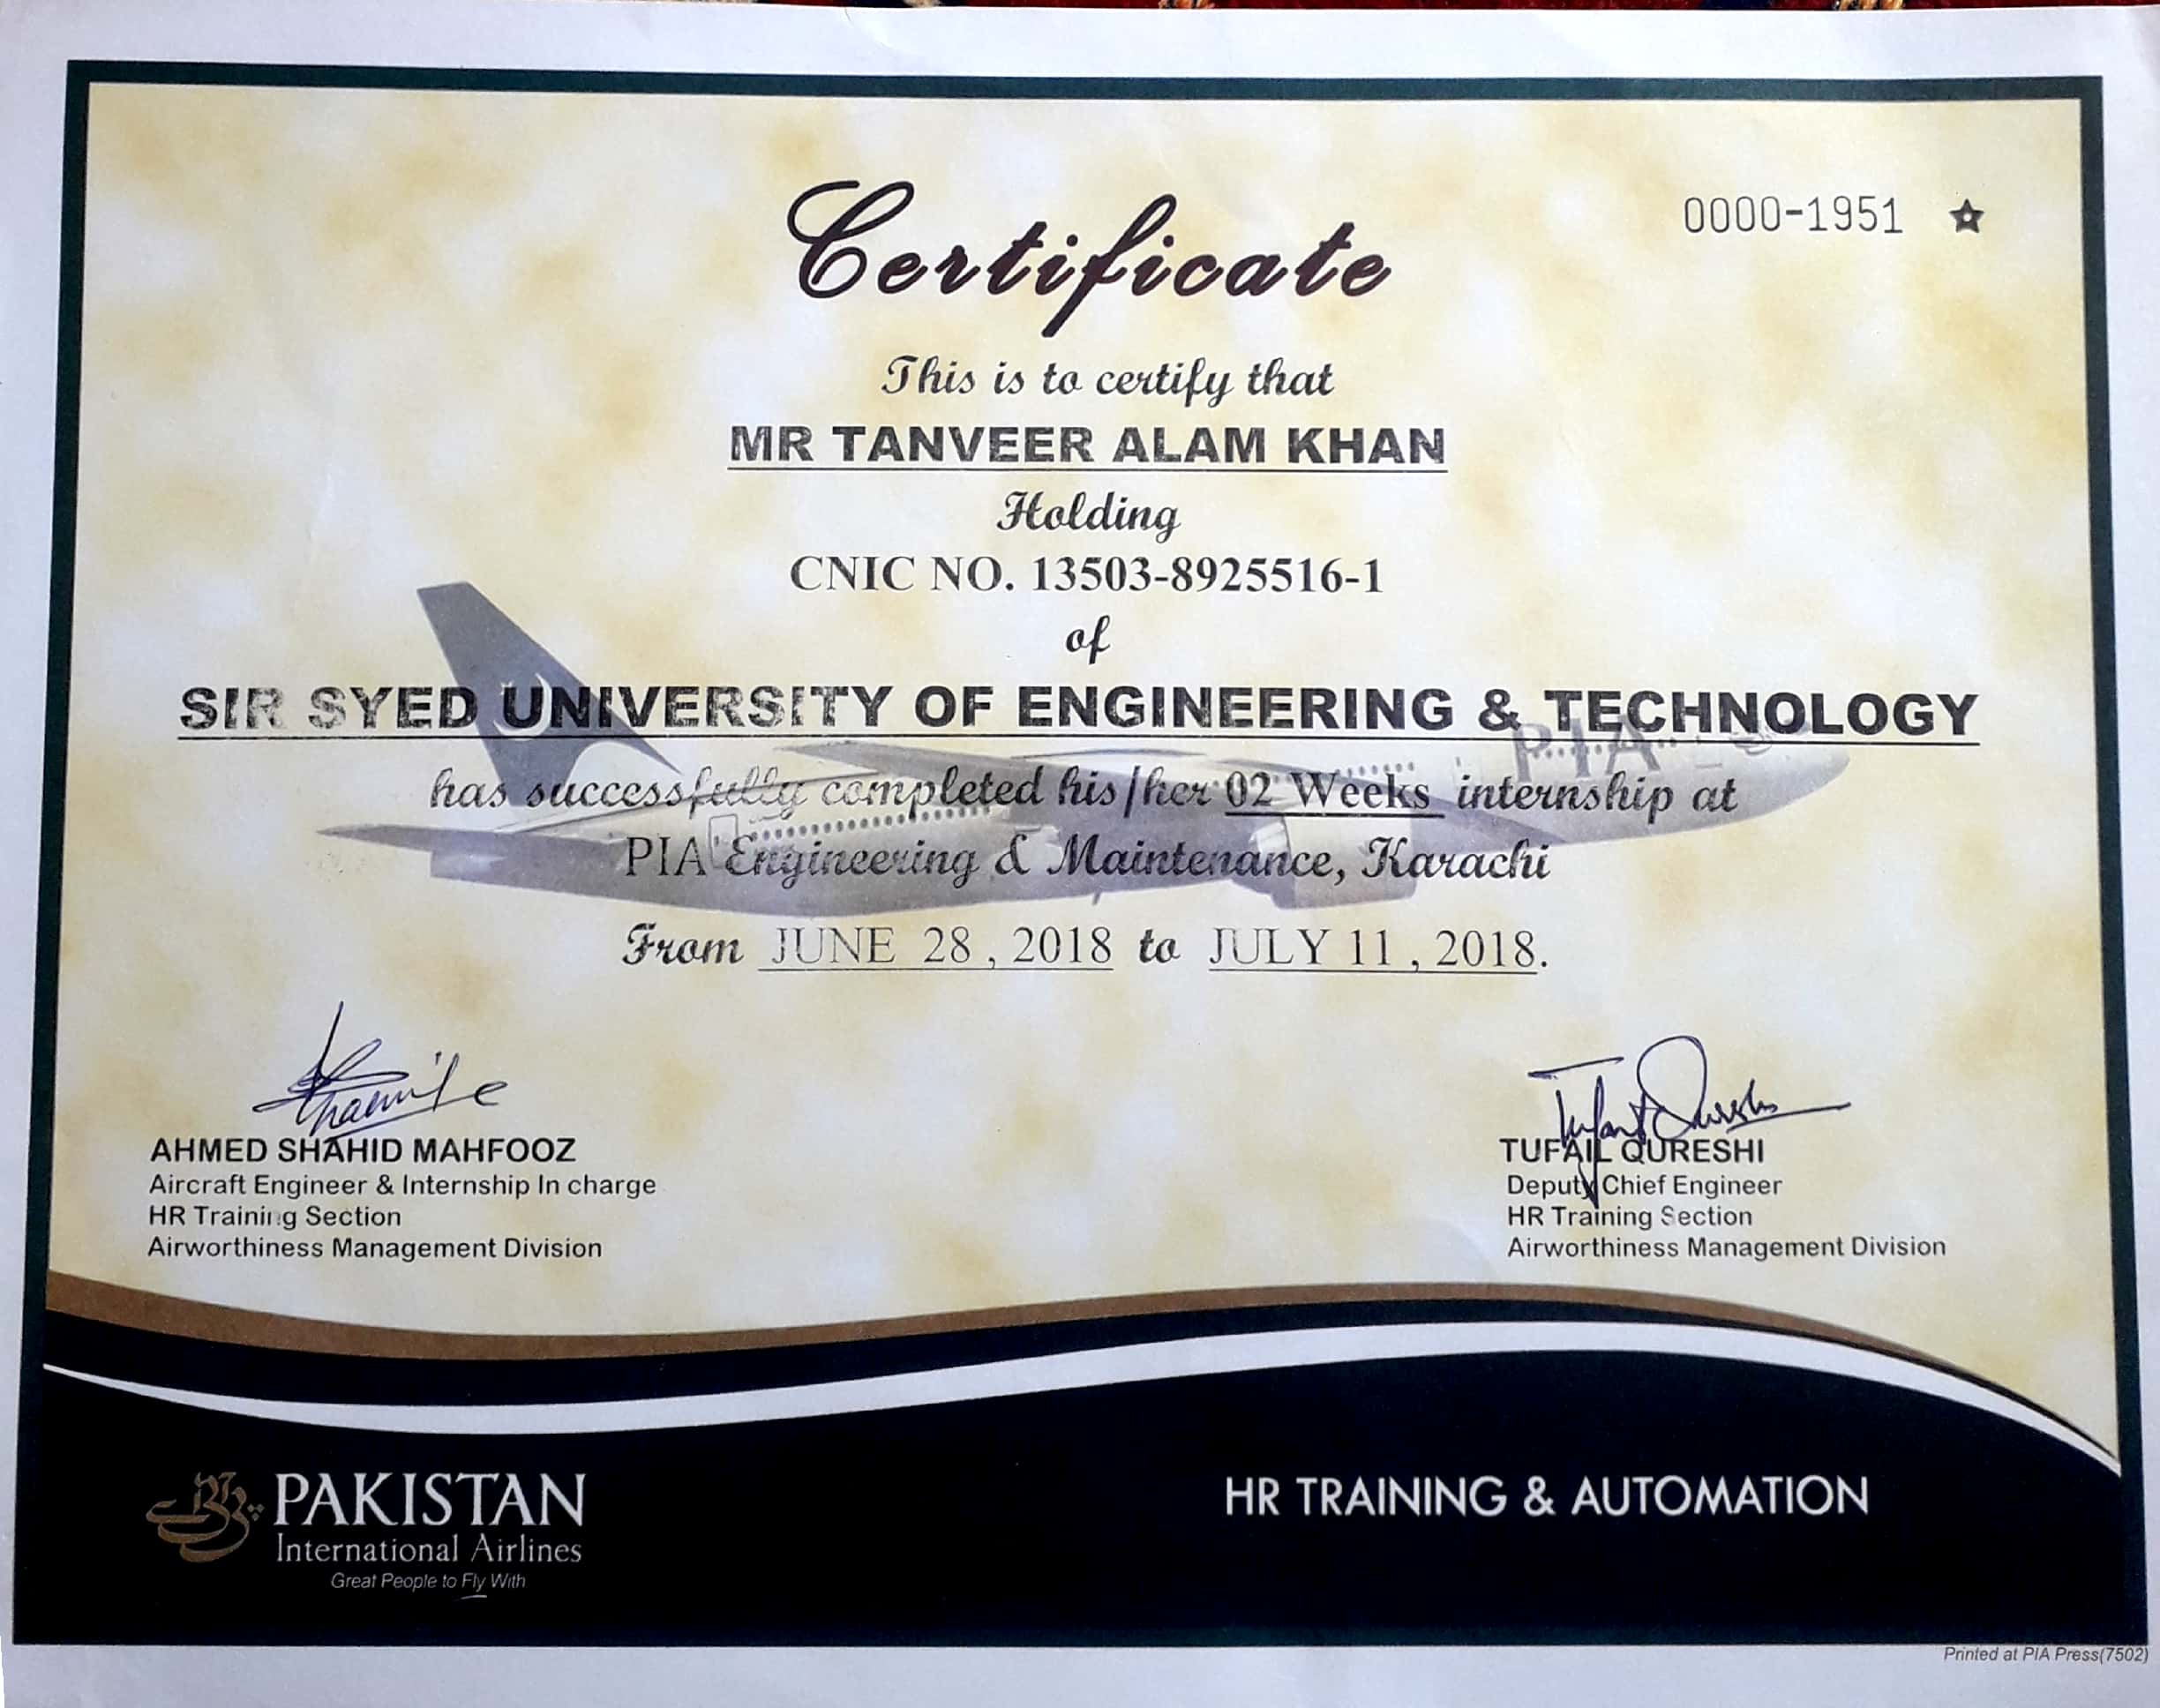 Certificate
0000-1951 ☆
This is to certify that
MR TANVEER ALAM KHAN
Holding
CNIC NO. 13503-8925516-1
of
SIR SYED UNIVERSITY OF ENGINEERING & TECHNOLOGY
PIA
has successfully completed his/her 02 Weeks internship at
PIA Engineering & Maintenance, Karachi
From JUNE 28, 2018 to JULY 11, 2018.
Tufail Qureshi
AHMED SHAHID MAHFOOZ
Aircraft Engineer & Internship In charge
HR Training Section
Airworthiness Management Division
TUFAIL QURESHI
Deputy Chief Engineer
HR Training Section
Airworthiness Management Division
PAKISTAN
International Airlines
Great People to Fly With
HR TRAINING & AUTOMATION
Printed at PIA Press(7502)